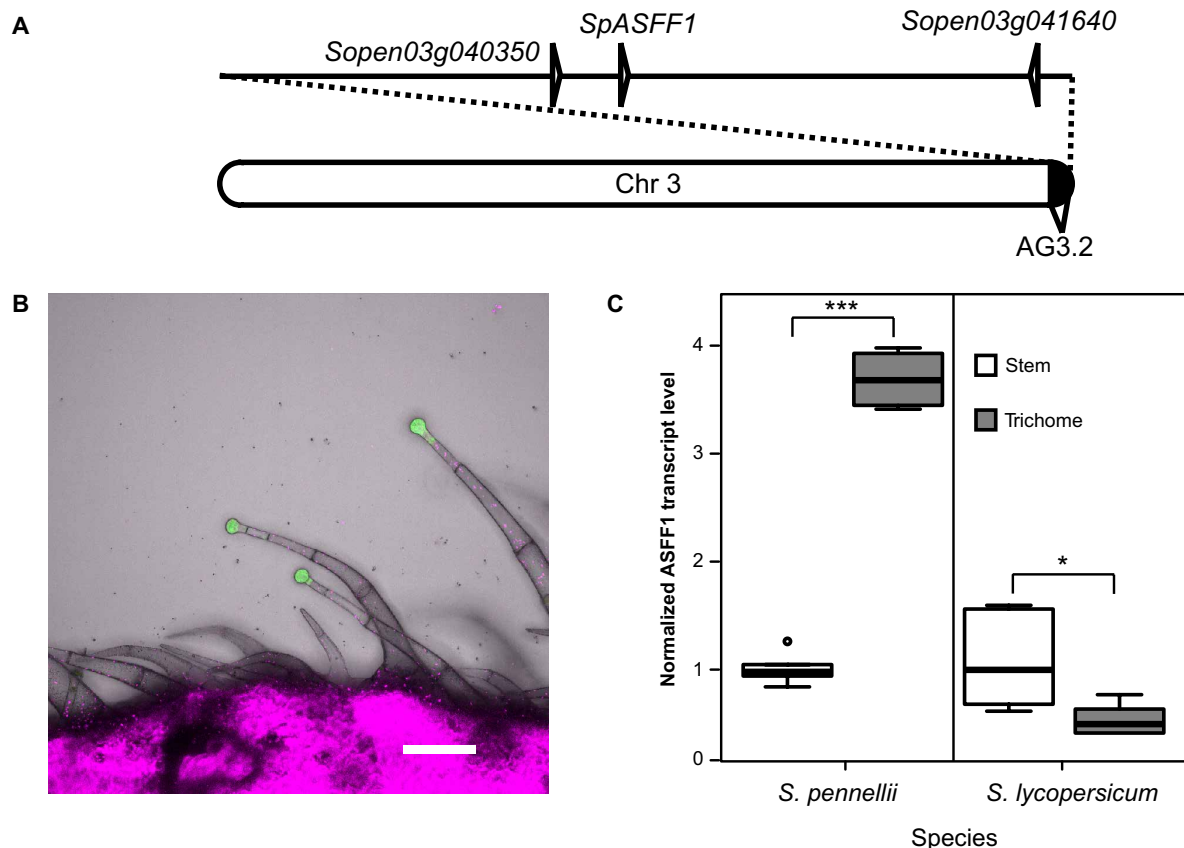 A
Sopen03g040350
SpASFF1
Sopen03g041640
Chr 3
AG3.2
B
C
Normalized ASFF1 transcript level
4
3
2
1
0
***
*
Stem
Trichome
S. pennellii
S. lycopersicum
Species